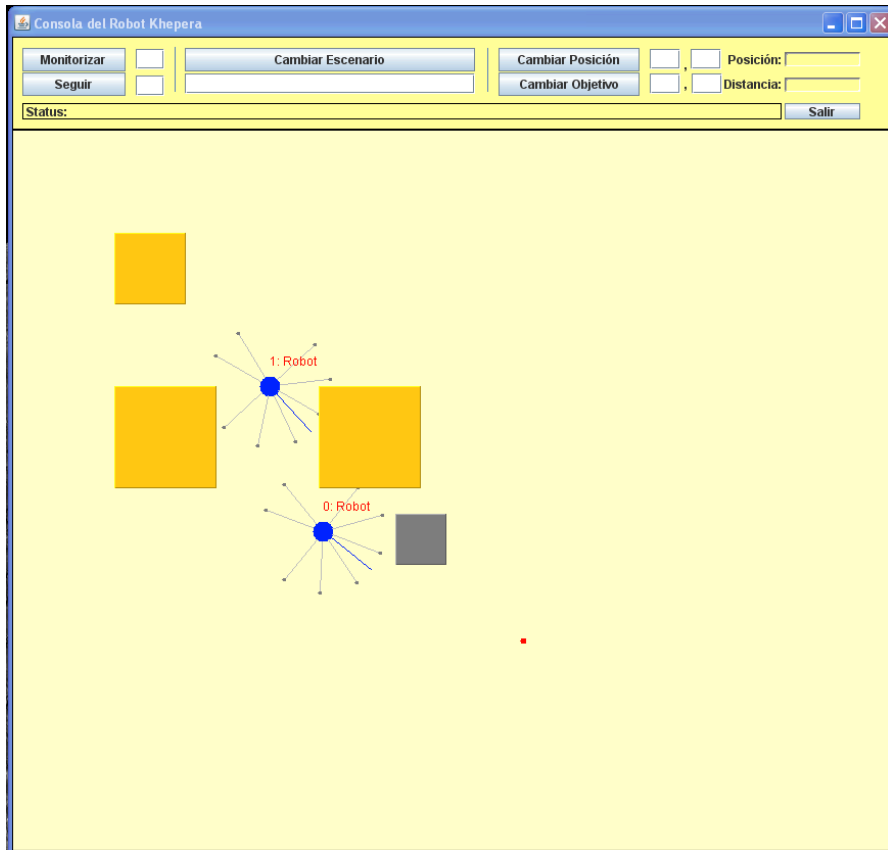 Consola del Robot Khepera
Monitorizar Cambiar Escenario Cambiar Posición , Posición:
Seguir Cambiar Objetivo , Distancia:
Status: Salir
1: Robot
0: Robot